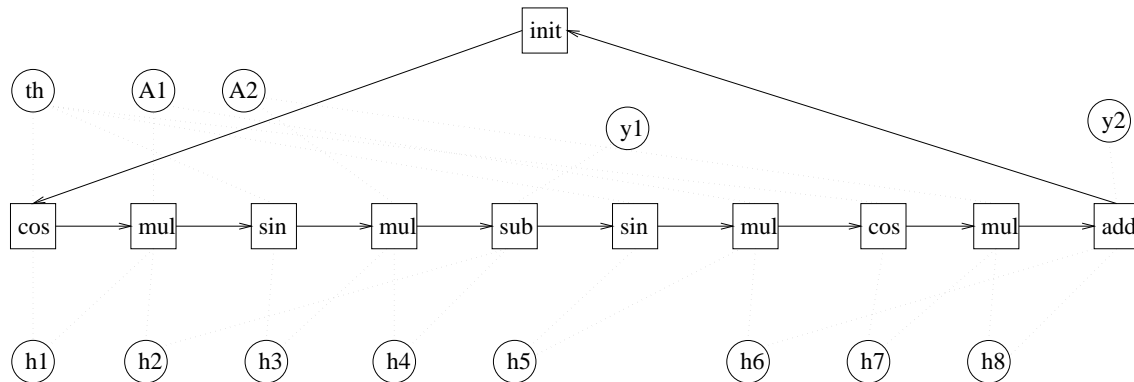 init
th A1 A2
y1 y2
cos mul sin mul sub sin mul cos mul add
h1 h2 h3 h4 h5 h6 h7 h8